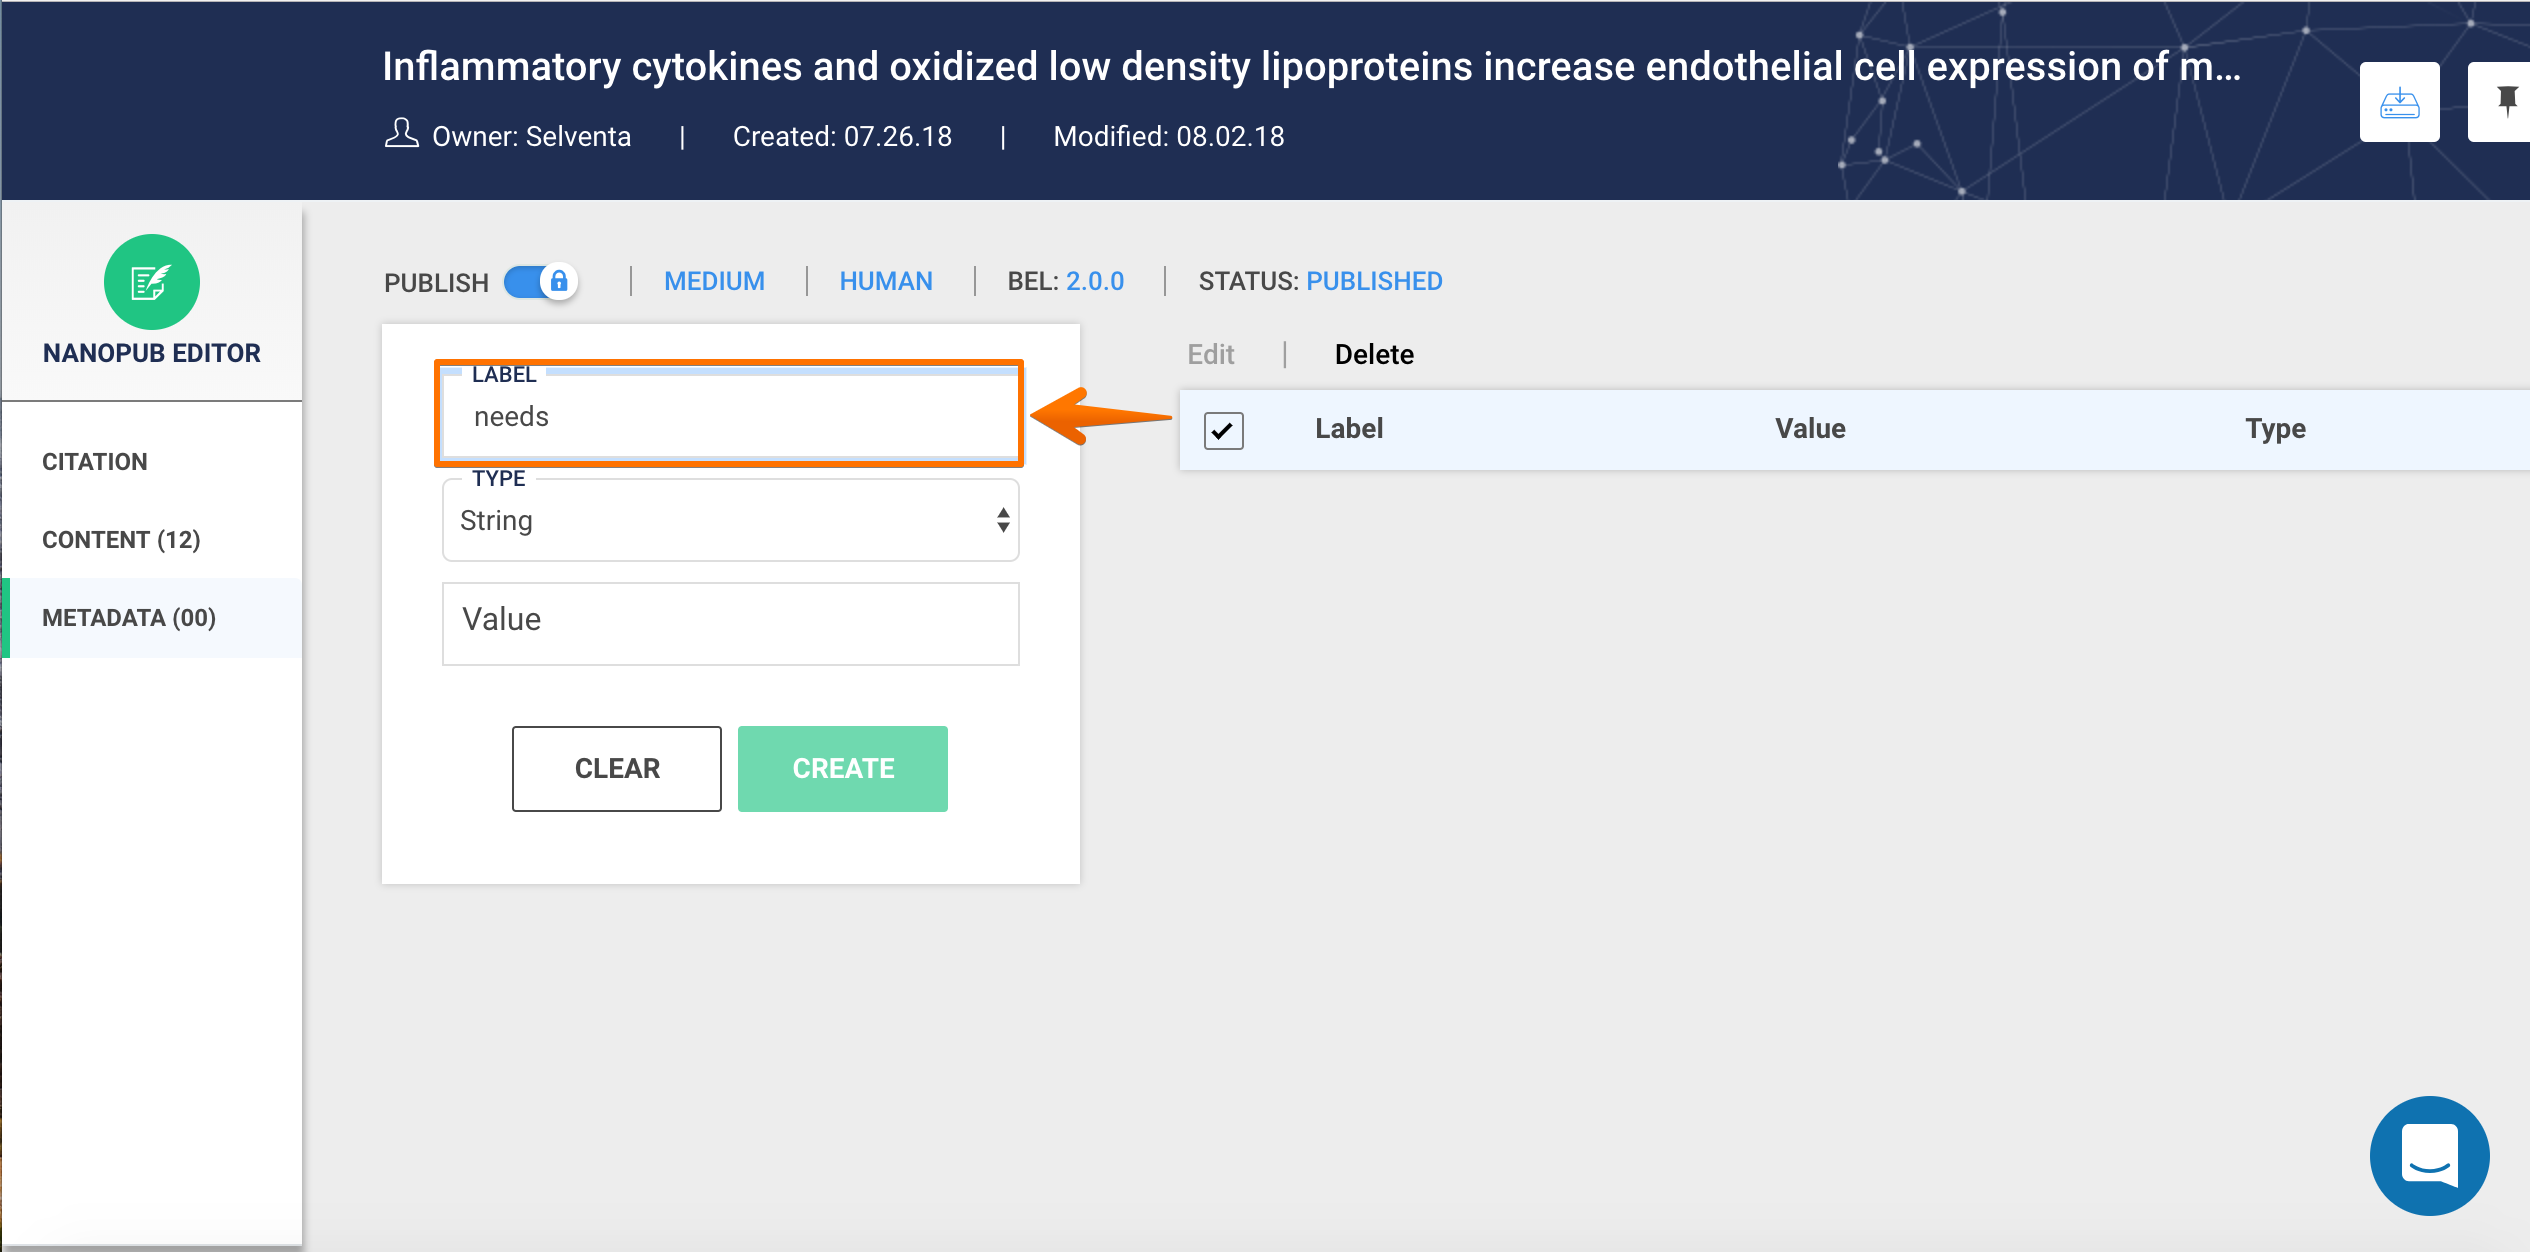 Inflammatory cytokines and oxidized low density lipoproteins increase endothelial cell expression of m...
Owner: Selventa | Created: 07.26.18 | Modified: 08.02.18
NANOPUB EDITOR
CITATION
CONTENT (12)
METADATA (00)
PUBLISH | MEDIUM | HUMAN | BEL: 2.0.0 | STATUS: PUBLISHED
LABEL
needs
TYPE
String
Value
CLEAR CREATE
Edit | Delete
Label Value Type